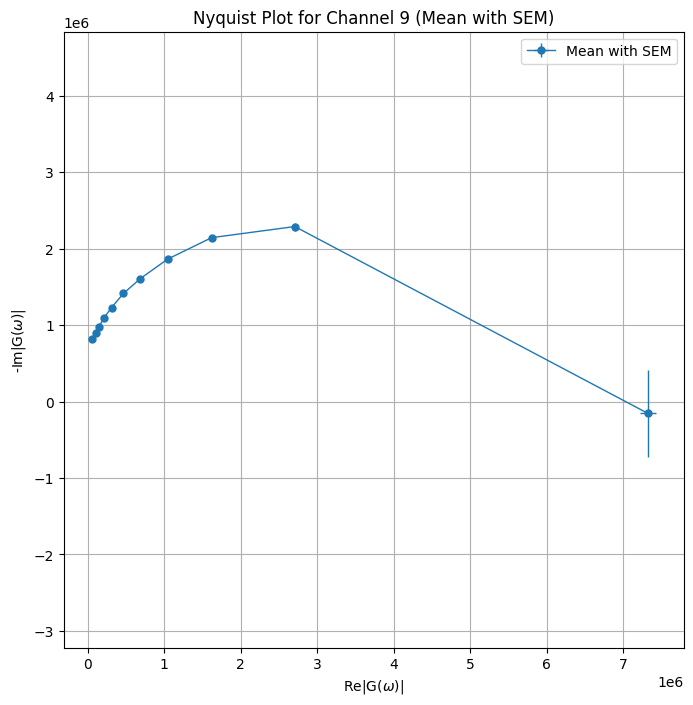 Nyquist Plot for Channel 9 (Mean with SEM)
1e6
Mean with SEM
4
3
2
1
0
−1
−2
−3
-Im|G(ω)|
0 1 2 3 4 5 6 7
1e6
Re|G(ω)|